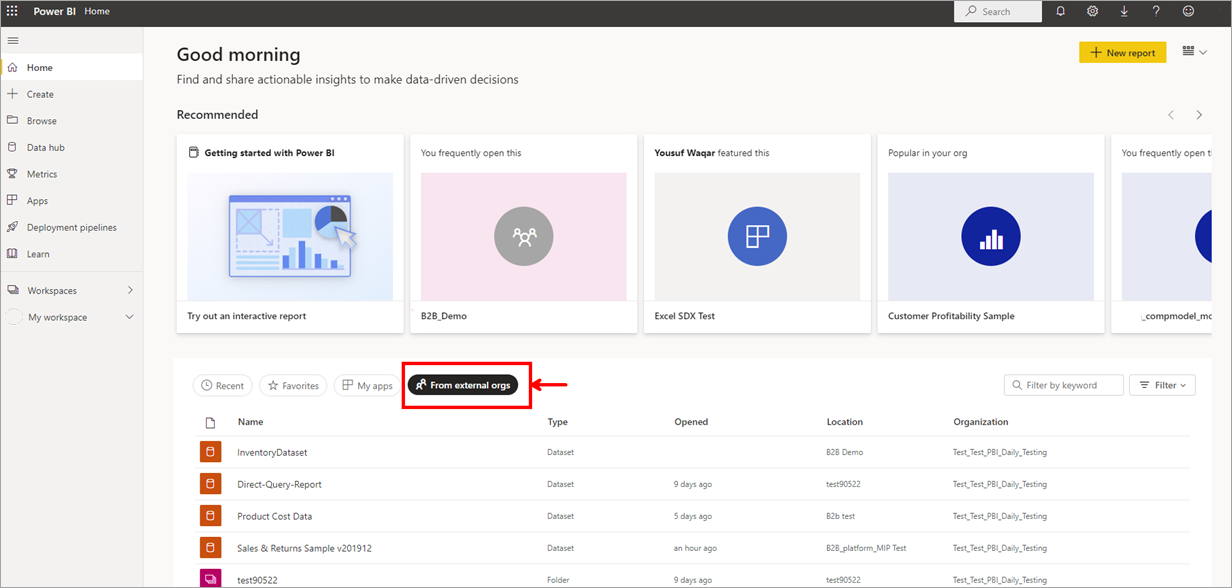 Power BI Home Search
Good morning
New report
Find and share actionable insights to make data-driven decisions
Home
Create
Browse
Data hub
Metrics
Apps
Deployment pipelines
Learn
Workspaces
My workspace
Recommended
Getting started with Power BI
Try out an interactive report
You frequently open this
B2B_Demo
Yousuf Waqar featured this
Excel SDX Test
Popular in your org
Customer Profitability Sample
You frequently open
_compmodel_mo
Recent Favorites My apps From external orgs Filter by keyword Filter
Name Type Opened Location Organization
InventoryDataset Dataset B2B Demo Test_Test_PBI_Daily_Testing
Direct-Query-Report Dataset 9 days ago test90522 Test_Test_PBI_Daily_Testing
Product Cost Data Dataset 5 days ago B2b test Test_Test_PBI_Daily_Testing
Sales & Returns Sample v201912 Dataset an hour ago B2B_platform_MIP Test Test_Test_PBI_Daily_Testing
test90522 Folder 9 days ago test90522 Test_Test_PBI_Daily_Testing